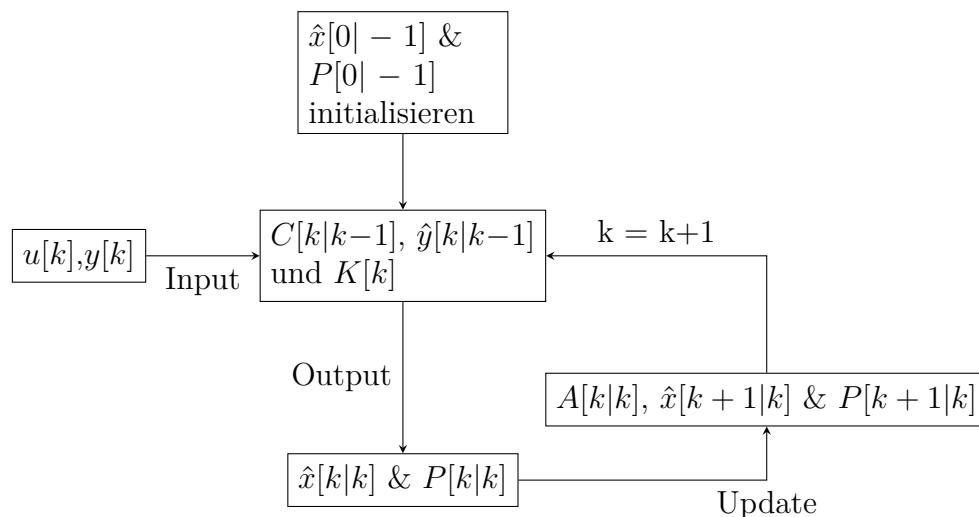 x̂[0| − 1] &
P[0| − 1]
initialisieren
C[k|k−1], ŷ[k|k−1]
und K[k]
k = k+1
u[k],y[k]
Input
Output
A[k|k], x̂[k + 1|k] & P[k + 1|k]
x̂[k|k] & P[k|k]
Update